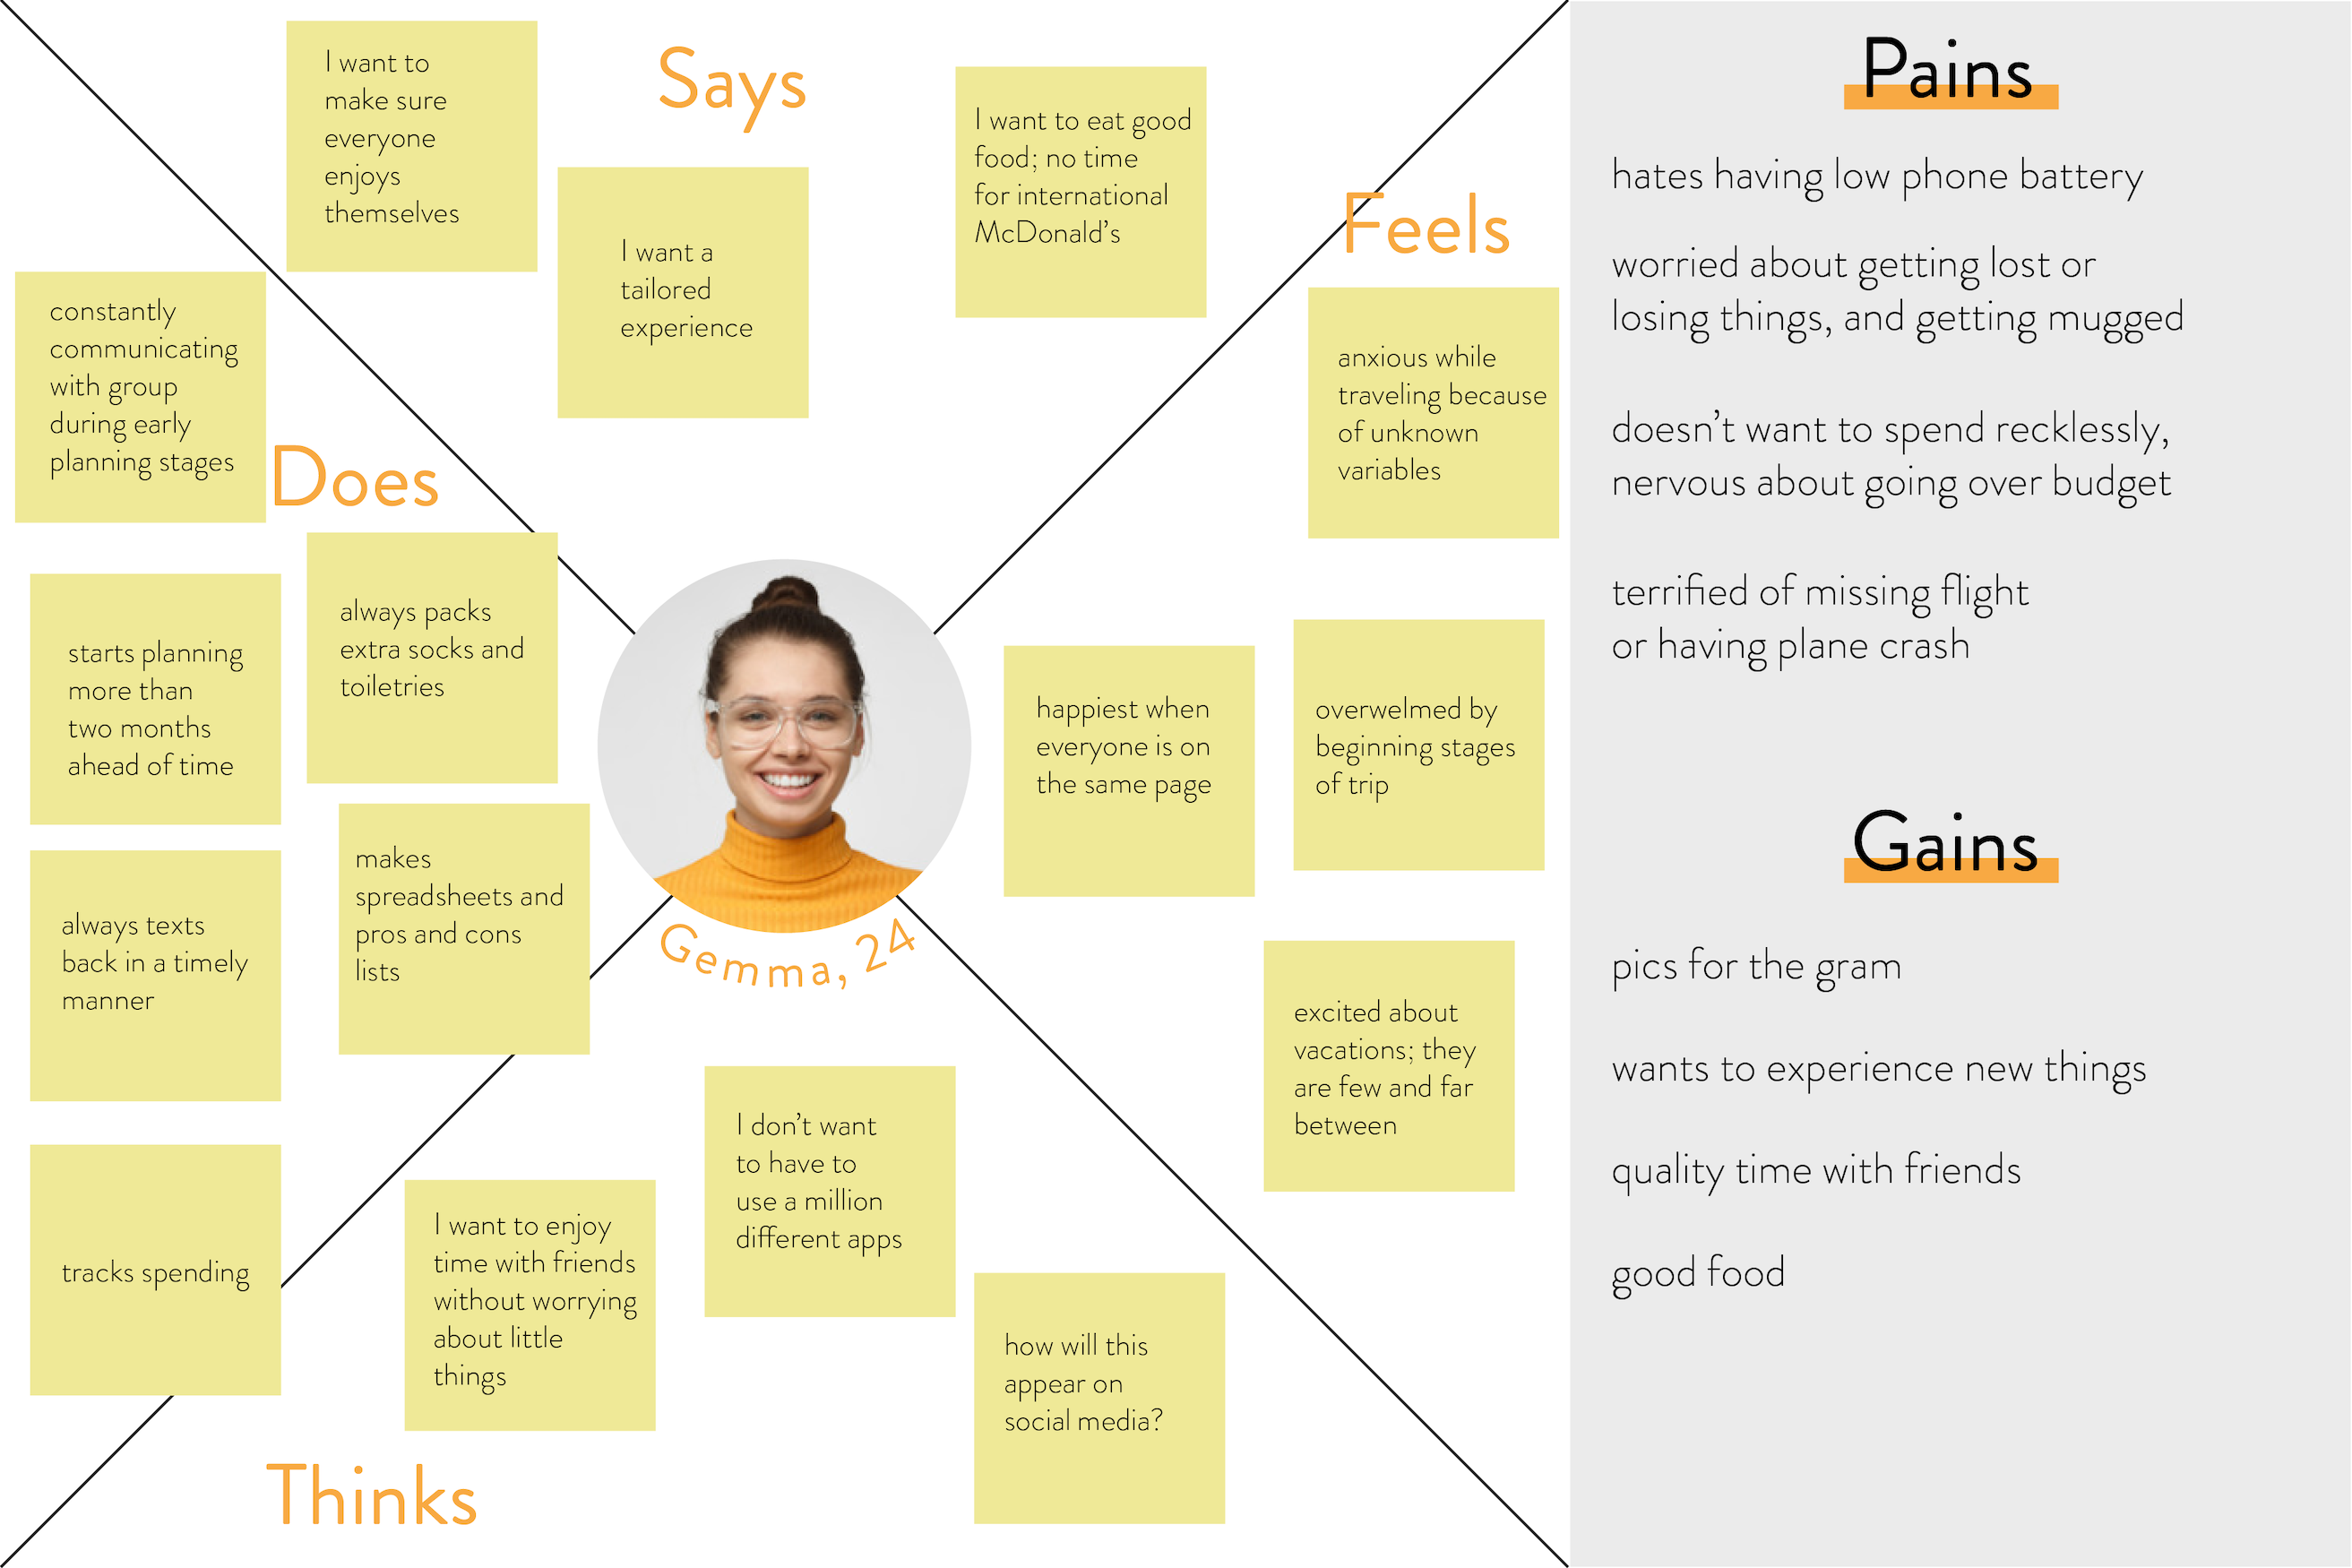 Says
I want to
make sure
everyone
enjoys
themselves
I want a
tailored
experience
I want to eat good
food; no time
for international
McDonald’s
Does
constantly
communicating
with group
during early
planning stages
always packs
extra socks and
toiletries
starts planning
more than
two months
ahead of time
makes
spreadsheets and
pros and cons
lists
always texts
back in a timely
manner
tracks spending
Gemma, 24
Feels
anxious while
traveling because
of unknown
variables
happiest when
everyone is on
the same page
overwelmed by
beginning stages
of trip
excited about
vacations; they
are few and far
between
Thinks
I want to enjoy
time with friends
without worrying
about little
things
I don’t want
to have to
use a million
different apps
how will this
appear on
social media?
Pains
hates having low phone battery
worried about getting lost or
losing things, and getting mugged
doesn’t want to spend recklessly,
nervous about going over budget
terrified of missing flight
or having plane crash
Gains
pics for the gram
wants to experience new things
quality time with friends
good food